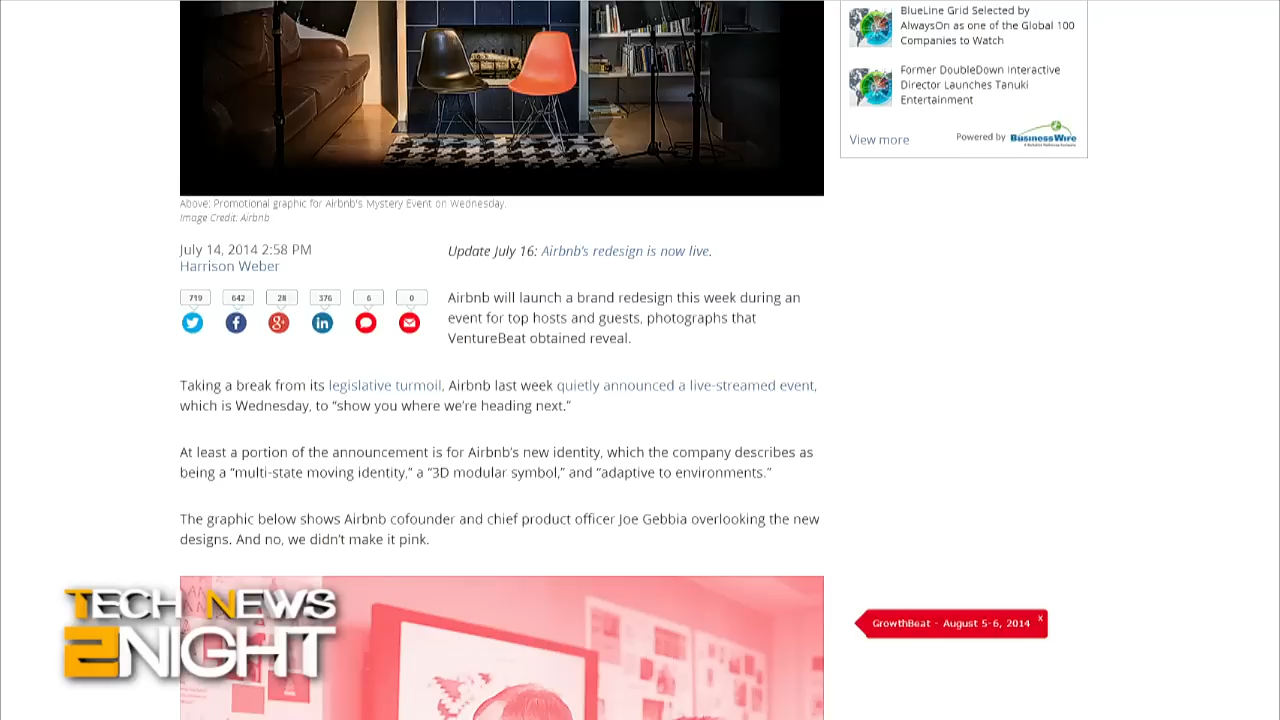 BlueLine Grid Selected by
AlwaysOn as one of the Global 100
Companies to Watch
Former DoubleDown Interactive
Director Launches Tanuki
Entertainment
View more
Powered by
BusinessWire
Above: Promotional graphic for Airbnb's Mystery Event on Wednesday.
Image Credit: Airbnb
July 14, 2014 2:58 PM
Harrison Weber
719
642
28
376
6
0
Update July 16: Airbnb’s redesign is now live.
Airbnb will launch a brand redesign this week during an
event for top hosts and guests, photographs that
VentureBeat obtained reveal.
Taking a break from its legislative turmoil, Airbnb last week quietly announced a live-streamed event,
which is Wednesday, to “show you where we’re heading next.”
At least a portion of the announcement is for Airbnb’s new identity, which the company describes as
being a “multi-state moving identity,” a “3D modular symbol,” and “adaptive to environments.”
The graphic below shows Airbnb cofounder and chief product officer Joe Gebbia overlooking the new
designs. And no, we didn’t make it pink.
TECH NEWS
2NIGHT
GrowthBeat - August 5-6, 2014
x